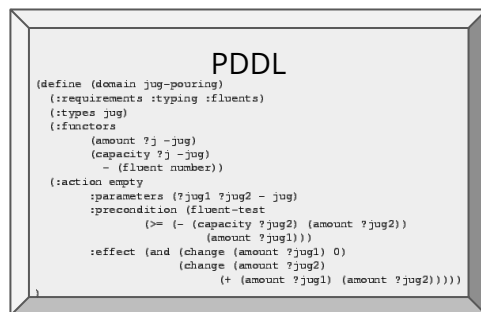 PDDL
(define (domain jug-pouring)
(:requirements :typing :fluents)
(:types jug)
(:functors
(amount ?j -jug)
(capacity ?j -jug)
- (fluent number))
(:action empty
:parameters (?jug1 ?jug2 - jug)
:precondition (fluent-test
(>= (- (capacity ?jug2) (amount ?jug2))
(amount ?jug1)))
:effect (and (change (amount ?jug1) 0)
(change (amount ?jug2)
(+ (amount ?jug1) (amount ?jug2)))))
)